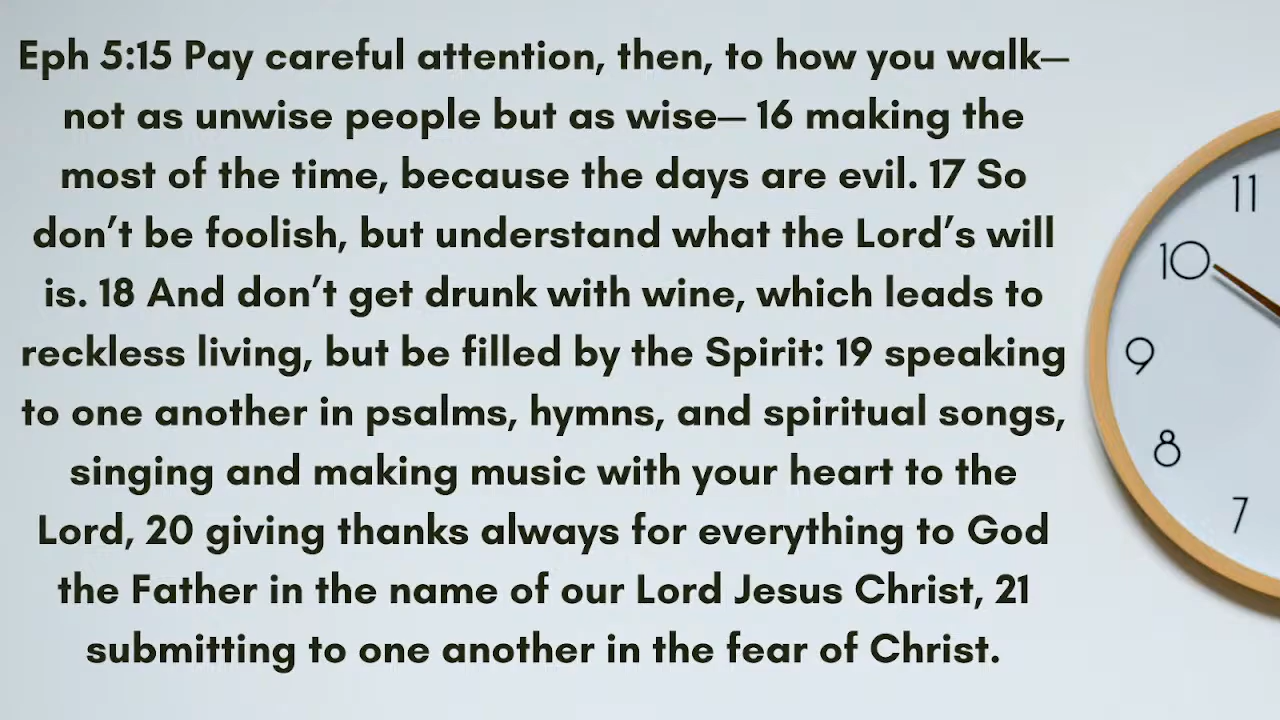 Eph 5:15 Pay careful attention, then, to how you walk—
not as unwise people but as wise— 16 making the
most of the time, because the days are evil. 17 So
don’t be foolish, but understand what the Lord’s will
is. 18 And don’t get drunk with wine, which leads to
reckless living, but be filled by the Spirit: 19 speaking
to one another in psalms, hymns, and spiritual songs,
singing and making music with your heart to the
Lord, 20 giving thanks always for everything to God
the Father in the name of our Lord Jesus Christ, 21
submitting to one another in the fear of Christ.
11
10
9
8
7